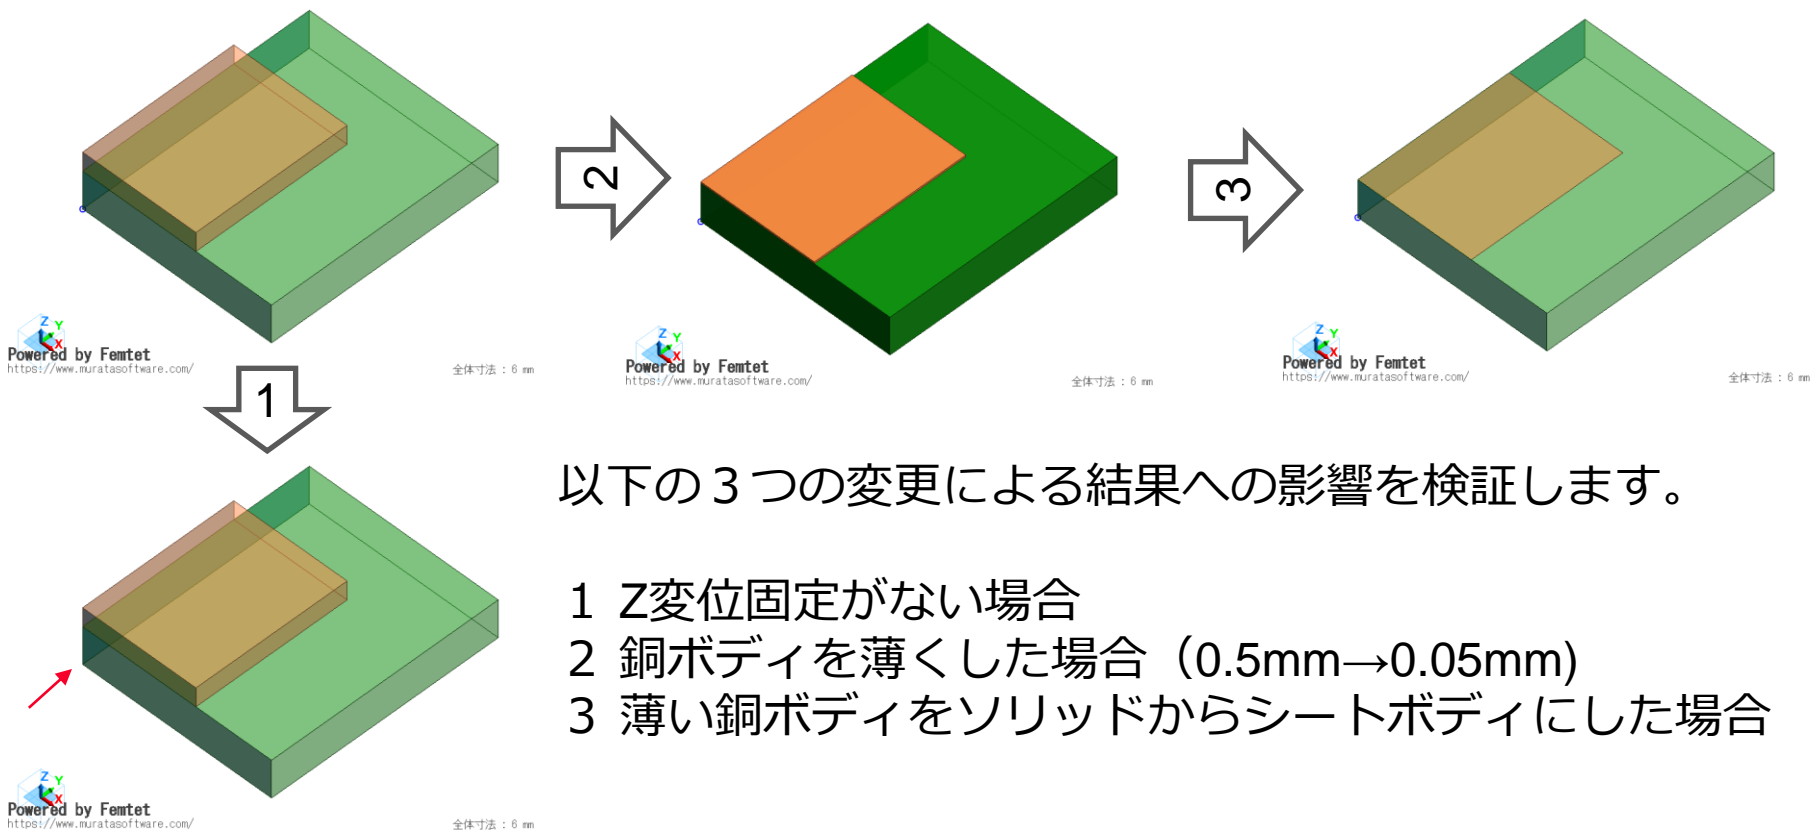 2
3
Z Y
X
Powered by Femtet
https://www.muratasoftware.com/
全体寸法 : 6 mm
Z Y
X
Powered by Femtet
https://www.muratasoftware.com/
全体寸法 : 6 mm
Z Y
X
Powered by Femtet
https://www.muratasoftware.com/
全体寸法 : 6 mm
1
以下の３つの変更による結果への影響を検証します。
１ Z変位固定がない場合
２ 銅ボディを薄くした場合（0.5mm→0.05mm)
３ 薄い銅ボディをソリッドからシートボディにした場合
Z Y
X
Powered by Femtet
https://www.muratasoftware.com/
全体寸法 : 6 mm